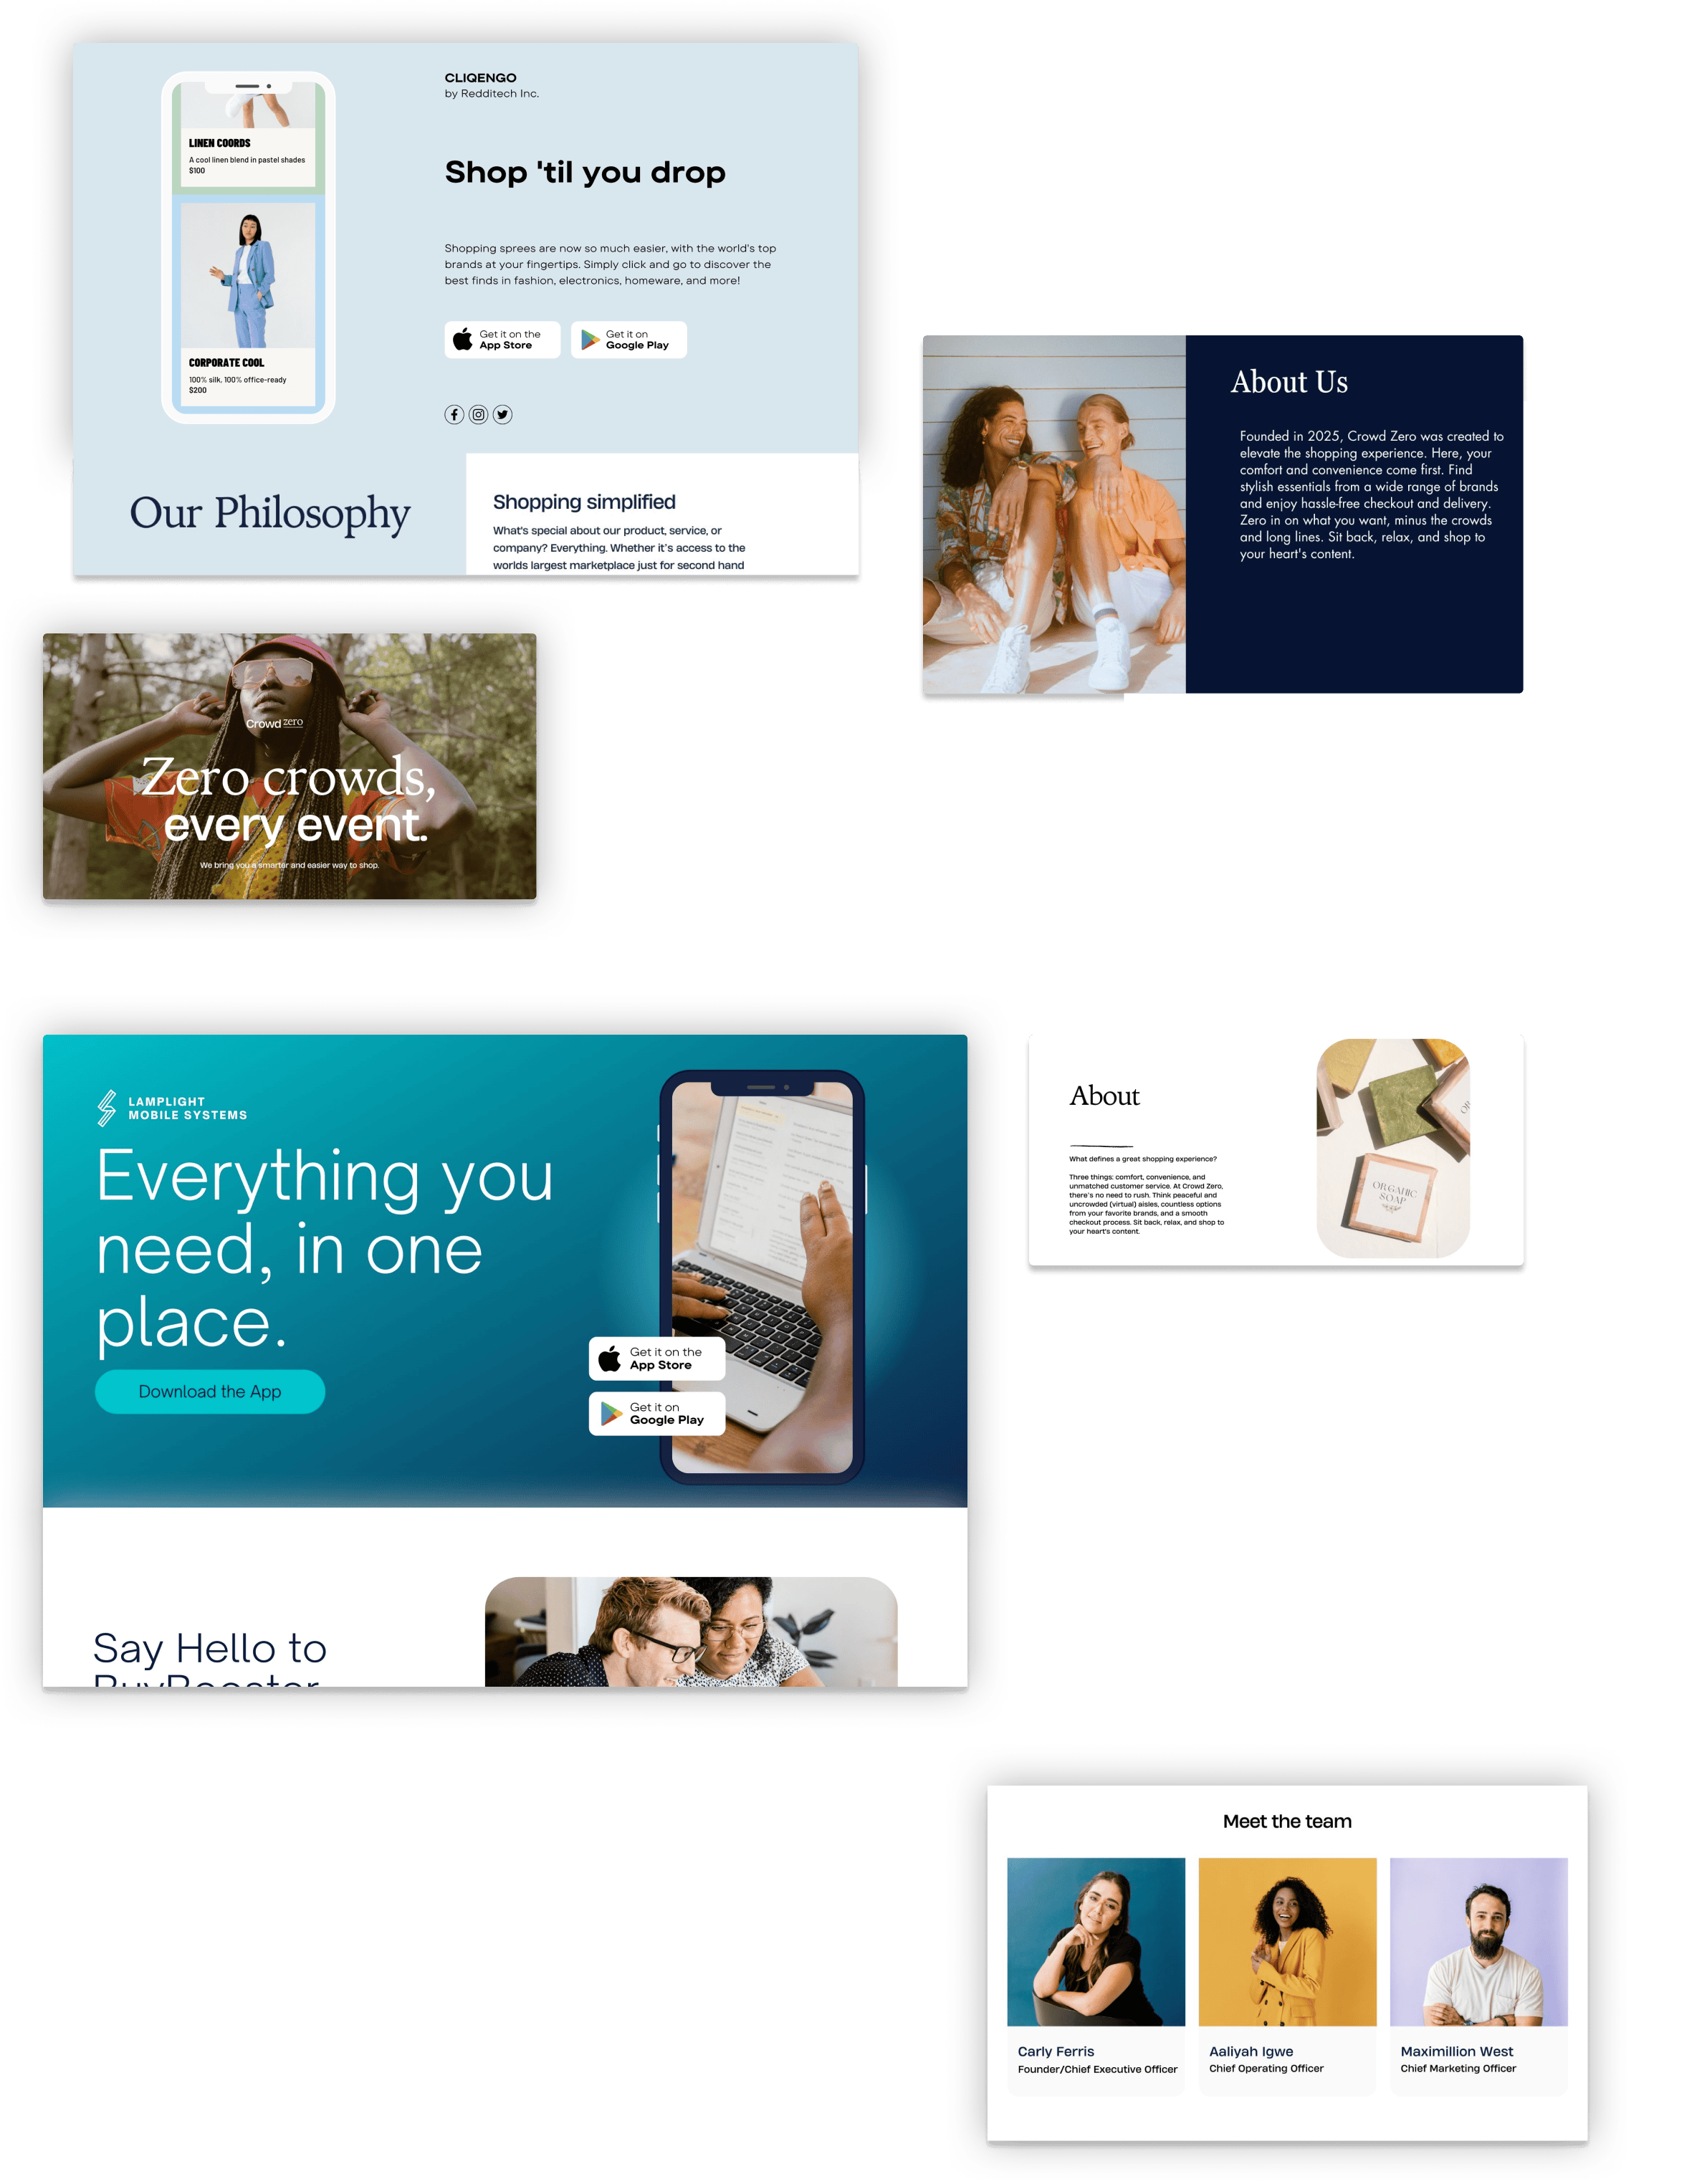 LINEN COORDS
A cool linen blend in pastel shades
$100
CORPORATE COOL
100% silk, 100% office-ready
$200
CLIQENGO
by Redditech Inc.
Shop 'til you drop
Shopping sprees are now so much easier, with the world's top
brands at your fingertips. Simply click and go to discover the
best finds in fashion, electronics, homeware, and more!
Get it on the
App Store
Get it on
Google Play
Our Philosophy
Shopping simplified
What's special about our product, service, or
company? Everything. Whether it's access to the
worlds largest marketplace just for second hand
About Us
Founded in 2025, Crowd Zero was created to
elevate the shopping experience. Here, your
comfort and convenience come first. Find
stylish essentials from a wide range of brands
and enjoy hassle-free checkout and delivery.
Zero in on what you want, minus the crowds
and long lines. Sit back, relax, and shop to
your heart's content.
Crowd zero
Zero crowds,
every event.
We bring you a smarter and easier way to shop.
LAMPLIGHT
MOBILE SYSTEMS
Everything you
need, in one
place.
Download the App
Get it on the
App Store
Get it on
Google Play
Say Hello to
BuyBooster
About
What defines a great shopping experience?
Three things: comfort, convenience, and
unmatched customer service. At Crowd Zero,
there's no need to rush. Think peaceful and
uncrowded (virtual) aisles, countless options
from your favorite brands, and a smooth
checkout process. Sit back, relax, and shop to
your heart's content.
ORGANIC
SOAP
Meet the team
Carly Ferris
Founder/Chief Executive Officer
Aaliyah Igwe
Chief Operating Officer
Maximillion West
Chief Marketing Officer